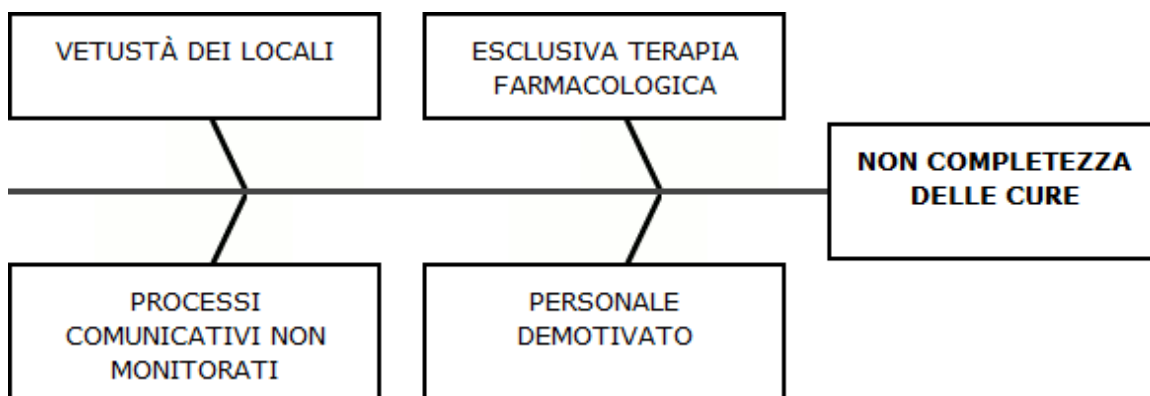 VETUSTÀ DEI LOCALI
ESCLUSIVA TERAPIA
FARMACOLOGICA
NON COMPLETEZZA
DELLE CURE
PROCESSI
COMUNICATIVI NON
MONITORATI
PERSONALE
DEMOTIVATO